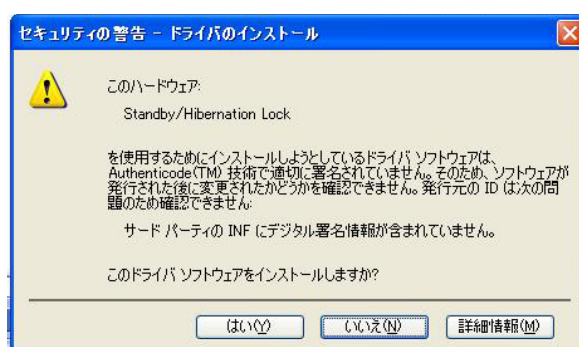 セキュリティの警告 - ドライバのインストール
このハードウェア:
Standby/Hibernation Lock
を使用するためにインストールしようとしているドライバ ソフトウェアは、
Authenticode(TM) 技術で適切に署名されていません。そのため、ソフトウェアが
発行された後に変更されたかどうかを確認できません。発行元の ID は次の問
題のため確認できません:
サード パーティの INF にデジタル署名情報が含まれていません。
このドライバ ソフトウェアをインストールしますか?
はい(Y) いいえ(N) 詳細情報(M)